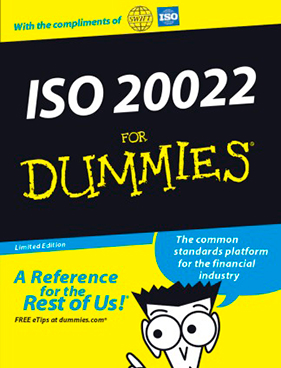 With the compliments of SWIFT ISO
ISO 20022
FOR
DUMMIES®
Limited Edition
The common
standards platform
for the financial
industry
A Reference
for the
Rest of Us!®
FREE eTips at dummies.com®